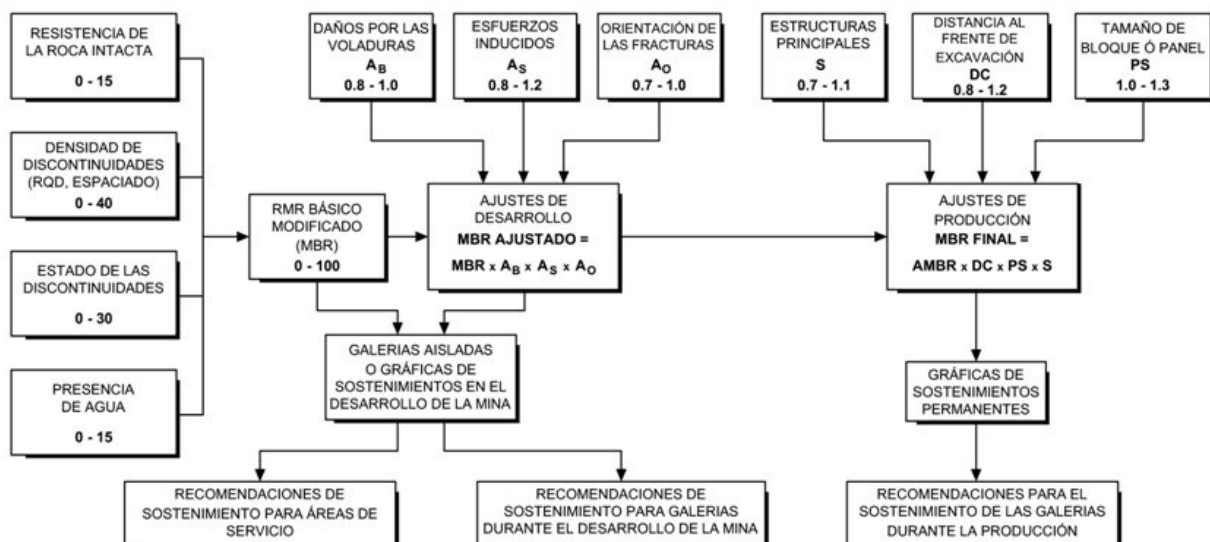 RESISTENCIA DE
LA ROCA INTACTA
0 - 15
DENSIDAD DE
DISCONTINUIDADES
(RQD, ESPACIADO)
0 - 40
ESTADO DE LAS
DISCONTINUIDADES
0 - 30
PRESENCIA
DE AGUA
0 - 15
RMR BÁSICO
MODIFICADO
(MBR)
0 - 100
DAÑOS POR LAS
VOLADURAS
A_B
0.8 - 1.0
ESFUERZOS
INDUCIDOS
A_S
0.8 - 1.2
ORIENTACIÓN DE
LAS FRACTURAS
A_O
0.7 - 1.0
AJUSTES DE
DESARROLLO
MBR AJUSTADO =
MBR x A_B x A_S x A_O
ESTRUCTURAS
PRINCIPALES
S
0.7 - 1.1
DISTANCIA AL
FRENTE DE
EXCAVACIÓN
DC
0.8 - 1.2
TAMAÑO DE
BLOQUE Ó PANEL
PS
1.0 - 1.3
AJUSTES DE
PRODUCCIÓN
MBR FINAL =
AMBR x DC x PS x S
GALERIAS AISLADAS
O GRÁFICAS DE
SOSTENIMIENTOS EN EL
DESARROLLO DE LA MINA
GRÁFICAS DE
SOSTENIMIENTOS
PERMANENTES
RECOMENDACIONES DE
SOSTENIMIENTO PARA ÁREAS DE
SERVICIO
RECOMENDACIONES DE
SOSTENIMIENTO PARA GALERIAS
DURANTE EL DESARROLLO DE LA MINA
RECOMENDACIONES PARA EL
SOSTENIMIENTO DE LAS GALERIAS
DURANTE LA PRODUCCIÓN